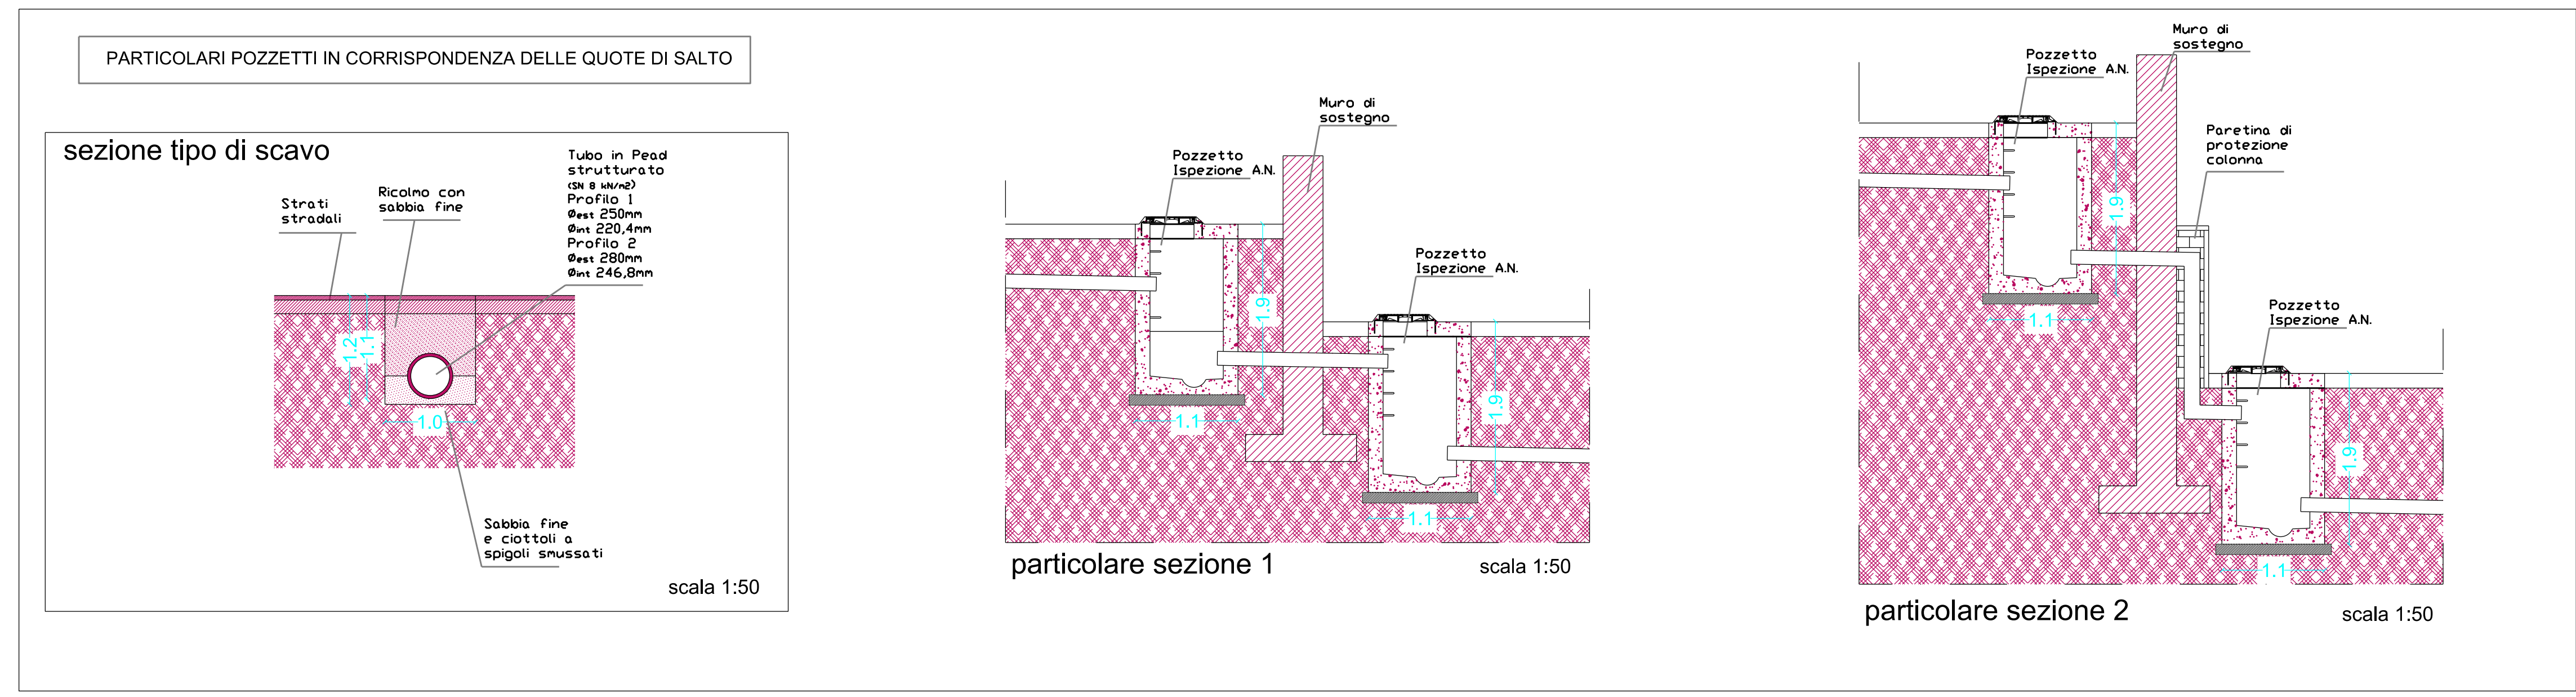 PARTICOLARI POZZETTI IN CORRISPONDENZA DELLE QUOTE DI SALTO
sezione tipo di scavo
Strati
stradali
Ricolmo con
sabbia fine
Tubo in Pead
strutturato
(SN 8 kN/m2)
Profilo 1
Øest 250mm
Øint 220,4mm
Profilo 2
Øest 280mm
Øint 246,8mm
1.2
1.1
1.0
Sabbia fine
e ciottoli a
spigoli smussati
scala 1:50
Muro di
sostegno
Pozzetto
Ispezione A.N.
Pozzetto
Ispezione A.N.
1.9
1.1
1.9
1.1
particolare sezione 1
scala 1:50
Muro di
sostegno
Pozzetto
Ispezione A.N.
Paretina di
protezione
colonna
1.9
1.1
Pozzetto
Ispezione A.N.
1.9
1.1
particolare sezione 2
scala 1:50